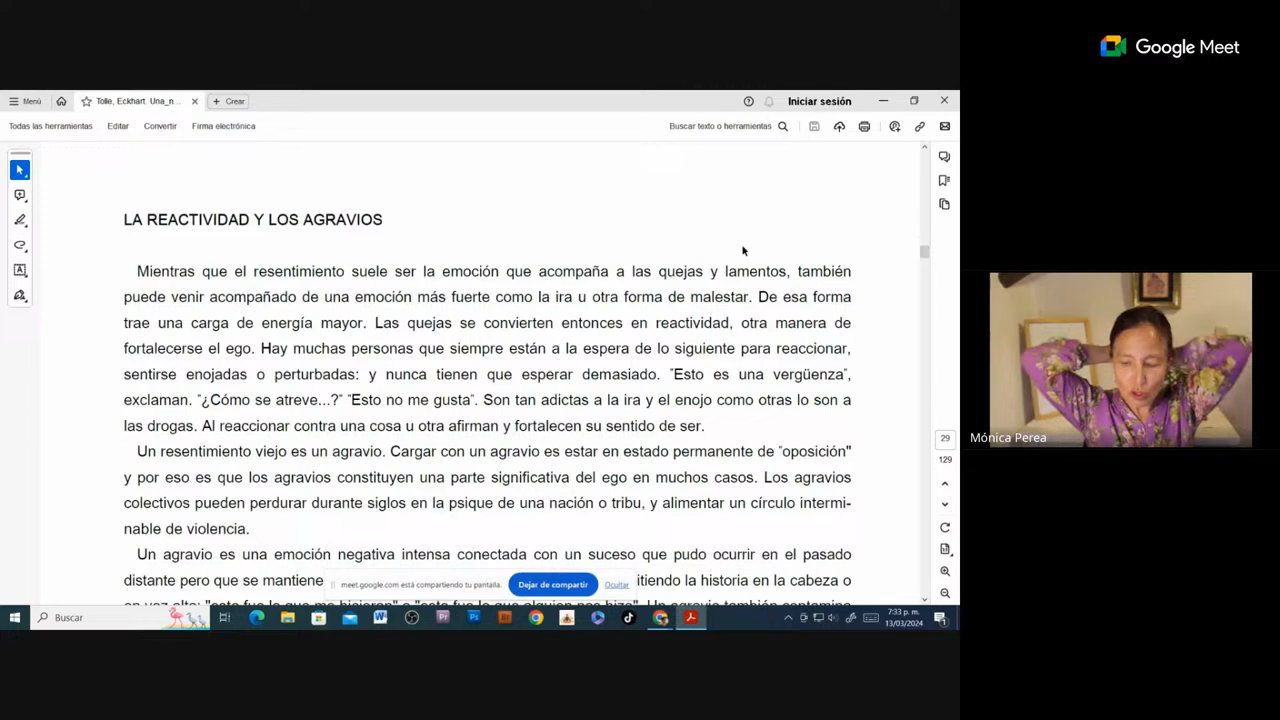 Google Meet
Menú
Tolle, Eckhart. Una_n...
Crear
Iniciar sesión
Todas las herramientas
Editar
Convertir
Firma electrónica
Buscar texto o herramientas
LA REACTIVIDAD Y LOS AGRAVIOS
Mientras que el resentimiento suele ser la emoción que acompaña a las quejas y lamentos, también
puede venir acompañado de una emoción más fuerte como la ira u otra forma de malestar. De esa forma
trae una carga de energía mayor. Las quejas se convierten entonces en reactividad, otra manera de
fortalecerse el ego. Hay muchas personas que siempre están a la espera de lo siguiente para reaccionar,
sentirse enojadas o perturbadas: y nunca tienen que esperar demasiado. "Esto es una vergüenza",
exclaman. "¿Cómo se atreve...?" "Esto no me gusta". Son tan adictas a la ira y el enojo como otras lo son a
las drogas. Al reaccionar contra una cosa u otra afirman y fortalecen su sentido de ser.
Un resentimiento viejo es un agravio. Cargar con un agravio es estar en estado permanente de "oposición"
y por eso es que los agravios constituyen una parte significativa del ego en muchos casos. Los agravios
colectivos pueden perdurar durante siglos en la psique de una nación o tribu, y alimentar un círculo intermi-
nable de violencia.
Un agravio es una emoción negativa intensa conectada con un suceso que pudo ocurrir en el pasado
distante pero que se mantiene itiendo la historia en la cabeza o
meet.google.com está compartiendo tu pantalla.
Dejar de compartir
Ocultar
29
129
Mónica Perea
Buscar
7:33 p. m.
13/03/2024